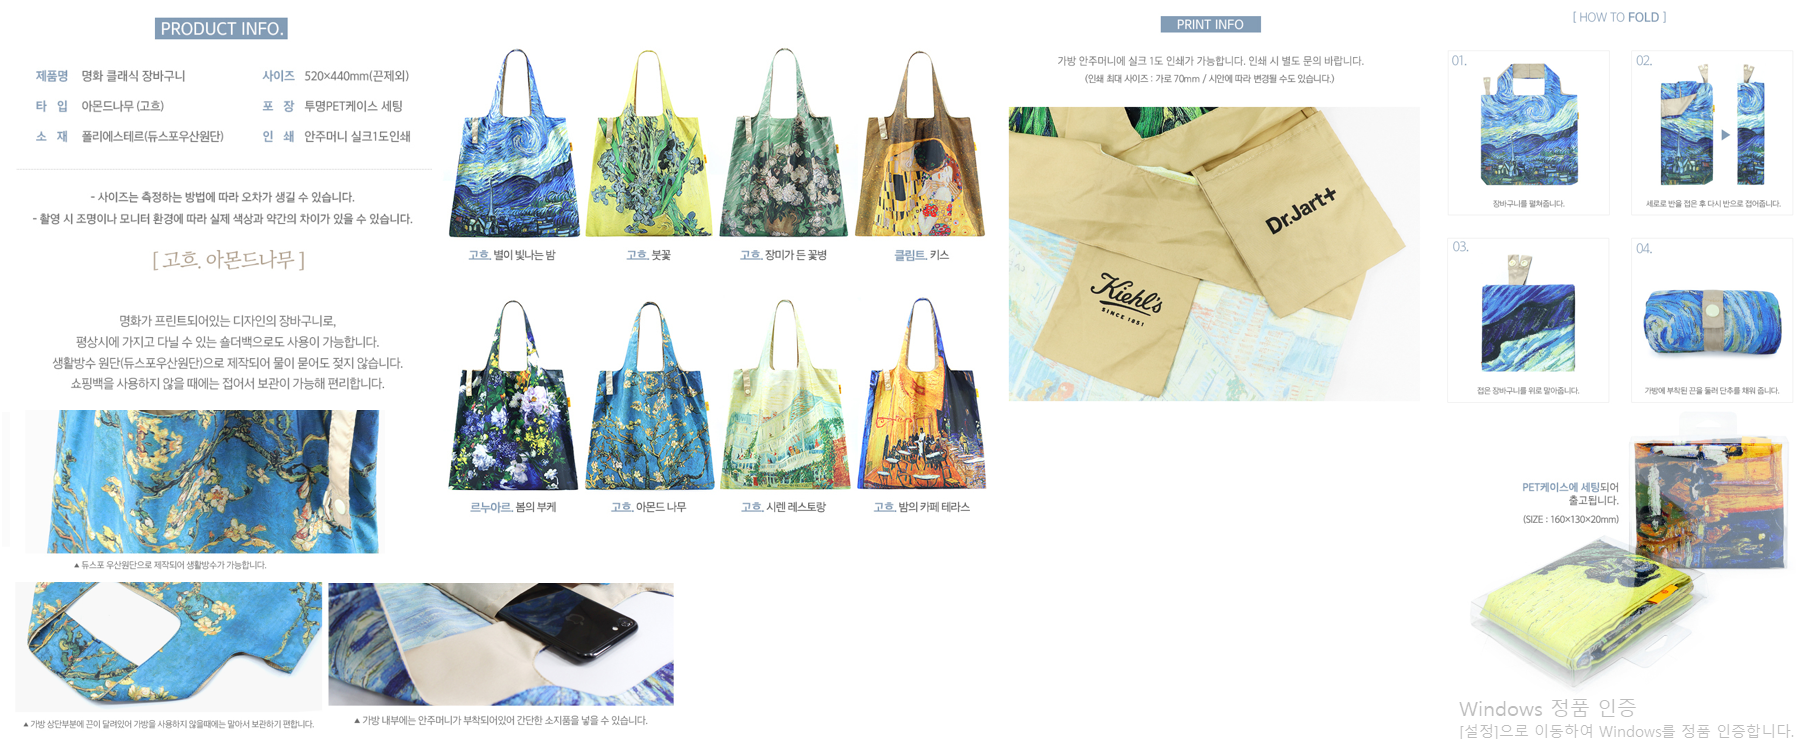 PRODUCT INFO.
제품명 명화 클래식 장바구니
사이즈 520×440mm(끈제외)
타 입 아몬드나무 (고흐)
포 장 투명PET케이스 세팅
소 재 폴리에스테르(듀스포우산원단)
인 쇄 안주머니 실크1도인쇄
- 사이즈는 측정하는 방법에 따라 오차가 생길 수 있습니다.
- 촬영 시 조명이나 모니터 환경에 따라 실제 색상과 약간의 차이가 있을 수 있습니다.
[ 고흐. 아몬드나무 ]
명화가 프린트되어있는 디자인의 장바구니로,
평상시에 가지고 다닐 수 있는 숄더백으로도 사용이 가능합니다.
생활방수 원단(듀스포우산원단)으로 제작되어 물이 묻어도 젖지 않습니다.
쇼핑백을 사용하지 않을 때에는 접어서 보관이 가능해 편리합니다.
▲ 듀스포 우산원단으로 제작되어 생활방수가 가능합니다.
▲ 가방 상단부분에 끈이 달려있어 가방을 사용하지 않을때에는 말아서 보관하기 편합니다.
▲ 가방 내부에는 안주머니가 부착되어있어 간단한 소지품을 넣을 수 있습니다.
고흐. 별이 빛나는 밤
고흐. 붓꽃
고흐. 장미가 든 꽃병
클림트. 키스
르누아르. 봄의 부케
고흐. 아몬드 나무
고흐. 시렌 레스토랑
고흐. 밤의 카페 테라스
PRINT INFO
가방 안주머니에 실크 1도 인쇄가 가능합니다. 인쇄 시 별도 문의 바랍니다.
(인쇄 최대 사이즈 : 가로 70mm / 시안에 따라 변경될 수도 있습니다.)
Dr.Jart+
Kiehl's
SINCE 1851
[ HOW TO FOLD ]
01.
장바구니를 펼쳐줍니다.
02.
세로로 반을 접은 후 다시 반으로 접어줍니다.
03.
접은 장바구니를 위로 말아줍니다.
04.
가방에 부착된 끈을 둘러 단추를 채워 줍니다.
PET케이스에 세팅되어
출고됩니다.
(SIZE : 160×130×20mm)
Windows 정품 인증
[설정]으로 이동하여 Windows를 정품 인증합니다.